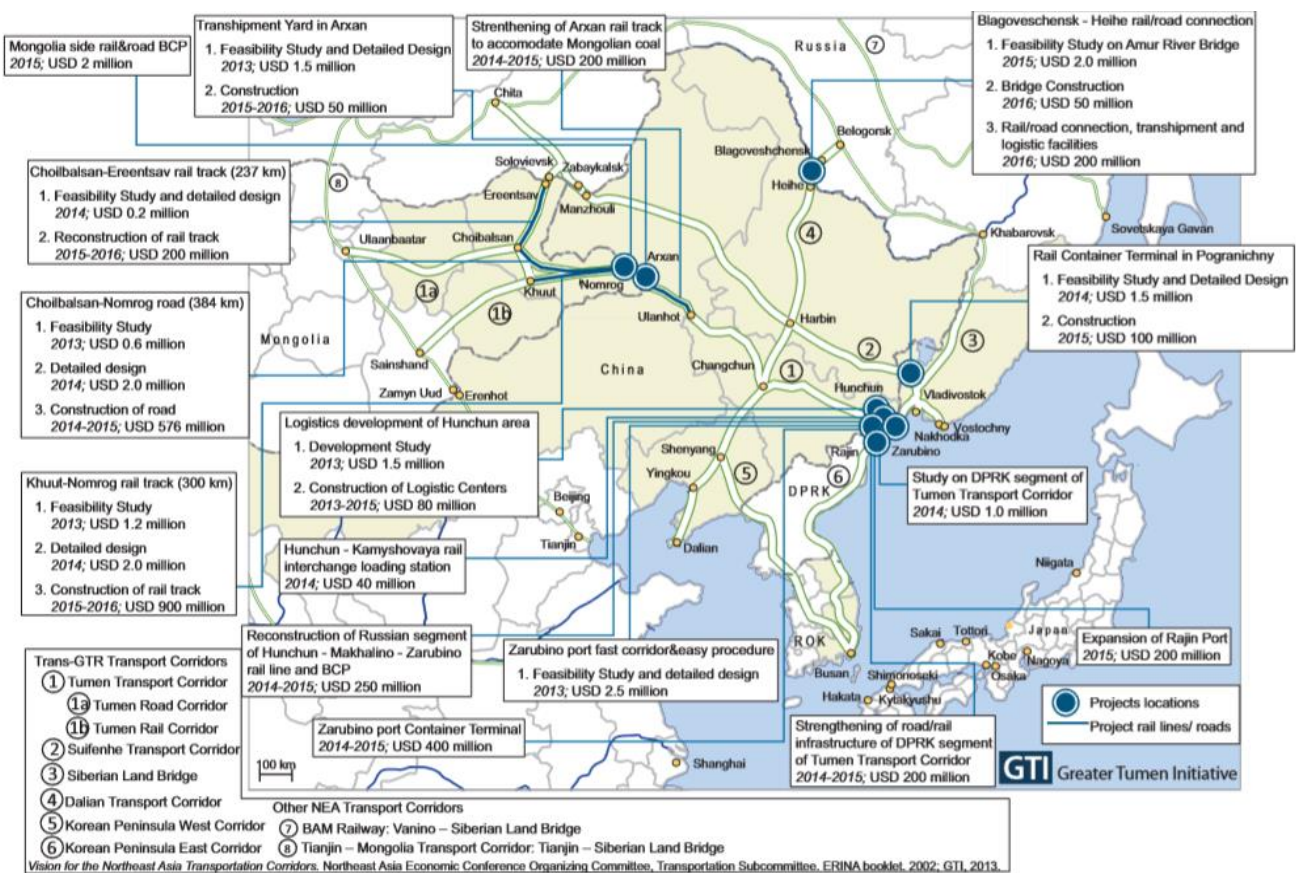 Mongolia side rail&road BCP
2015; USD 2 million
Transhipment Yard in Arxan
1. Feasibility Study and Detailed Design
2013; USD 1.5 million
2. Construction
2015-2016; USD 50 million
Strenthening of Arxan rail track
to accomodate Mongolian coal
2014-2015; USD 200 million
Blagoveschensk - Heihe rail/road connection
1. Feasibility Study on Amur River Bridge
2015; USD 2.0 million
2. Bridge Construction
2016; USD 50 million
3. Rail/road connection, transhipment and
logistic facilities
2016; USD 200 million
Choilbalsan-Ereentsav rail track (237 km)
1. Feasibility Study and detailed design
2014; USD 0.2 million
2. Reconstruction of rail track
2015-2016; USD 200 million
Choilbalsan-Nomrog road (384 km)
1. Feasibility Study
2013; USD 0.6 million
2. Detailed design
2014; USD 2.0 million
3. Construction of road
2014-2015; USD 576 million
Khuut-Nomrog rail track (300 km)
1. Feasibility Study
2013; USD 1.2 million
2. Detailed design
2014; USD 2.0 million
3. Construction of rail track
2015-2016; USD 900 million
Rail Container Terminal in Pogranichny
1. Feasibility Study and Detailed Design
2014; USD 1.5 million
2. Construction
2015; USD 100 million
Logistics development of Hunchun area
1. Development Study
2013; USD 1.5 million
2. Construction of Logistic Centers
2013-2015; USD 80 million
Hunchun - Kamyshovaya rail
interchange loading station
2014; USD 40 million
Reconstruction of Russian segment
of Hunchun - Makhalino - Zarubino
rail line and BCP
2014-2015; USD 250 million
Zarubino port fast corridor&easy procedure
1. Feasibility Study and detailed design
2013; USD 2.5 million
Zarubino port Container Terminal
2014-2015; USD 400 million
Study on DPRK segment of
Tumen Transport Corridor
2014; USD 1.0 million
Expansion of Rajin Port
2015; USD 200 million
Strengthening of road/rail
infrastructure of DPRK segment
of Tumen Transport Corridor
2014-2015; USD 200 million
Russia
7
Chita
Belogorsk
Blagoveshchensk
Heihe
Solovievsk
Zabaykalsk
Ereentsav
Manzhouli
8
4
Sovetskaya Gavan
Khabarovsk
Ulaanbaatar
Choibalsan
Arxan
Nomrog
Khuut
1a
1b
Ulanhot
Harbin
2
3
Mongolia
Sainshand
China
Changchun
1
Hunchun
Vladivostok
Zamyn Uud
Erenhot
Vostochny
Nakhodka
Shenyang
Rajin
Zarubino
Yingkou
5
6
DPRK
Beijing
Tianjin
Dalian
Niigata
ROK
Busan
Sakai
Tottori
Japan
Kobe
Nagoya
Osaka
Shimonoseki
Hakata
Kytakyushu
Shanghai
100 km
Projects locations
Project rail lines/ roads
GTI Greater Tumen Initiative
Trans-GTR Transport Corridors
1 Tumen Transport Corridor
1a Tumen Road Corridor
1b Tumen Rail Corridor
2 Suifenhe Transport Corridor
3 Siberian Land Bridge
4 Dalian Transport Corridor
5 Korean Peninsula West Corridor
6 Korean Peninsula East Corridor
Other NEA Transport Corridors
7 BAM Railway: Vanino – Siberian Land Bridge
8 Tianjin – Mongolia Transport Corridor: Tianjin – Siberian Land Bridge
Vision for the Northeast Asia Transportation Corridors. Northeast Asia Economic Conference Organizing Committee, Transportation Subcommittee. ERINA booklet. 2002; GTI, 2013.